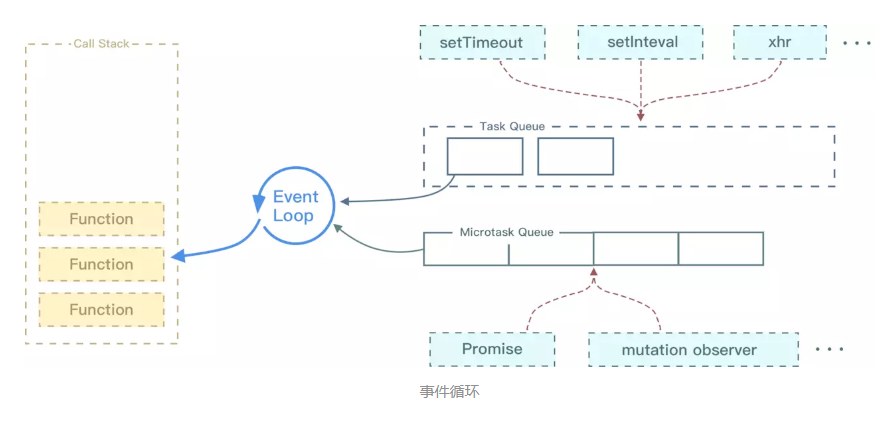 Call Stack
setTimeout
setInteval
xhr
Task Queue
Event
Loop
Function
Function
Function
Microtask Queue
Promise
mutation observer
事件循环